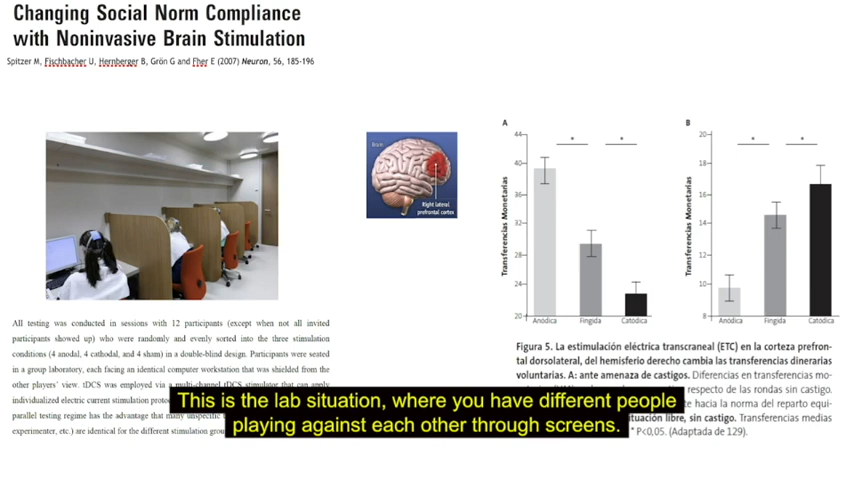 Changing Social Norm Compliance
with Noninvasive Brain Stimulation
Spitzer M, Fischbacher U, Hernberger B, Grön G and Fher E (2007) Neuron, 56, 185-196
Brain
Right lateral
prefrontal cortex
All testing was conducted in sessions with 12 participants (except when not all invited
participants showed up) who were randomly and evenly sorted into the three stimulation
conditions (4 anodal, 4 cathodal, and 4 sham) in a double-blind design. Participants were seated
in a group laboratory, each facing an identical computer workstation that was shielded from the
other players' view. tDCS was employed via a multi-channel tDCS stimulator that can apply
individualized electric current stimulation
parallel testing regime has the advantage that many
experimenter, etc.) are identical for the different stimulation
A
Transferencias Monetarias
44
40
36
32
28
24
20
* *
Anódica Fingida Catódica
B
Transferencias Monetarias
20
18
16
14
12
10
8
* *
Anódica Fingida Catódica
Figura 5. La estimulación eléctrica transcraneal (ETC) en la corteza prefron-
tal dorsolateral, del hemisferio derecho cambia las transferencias dinerarias
voluntarias. A: ante amenaza de castigos. Diferencias en transferencias mo-
respecto de las rondas sin castigo.
hacia la norma del reparto equi-
libre, sin castigo. Transferencias medias
* P<0,05. (Adaptada de 129).
This is the lab situation, where you have different people
playing against each other through screens.